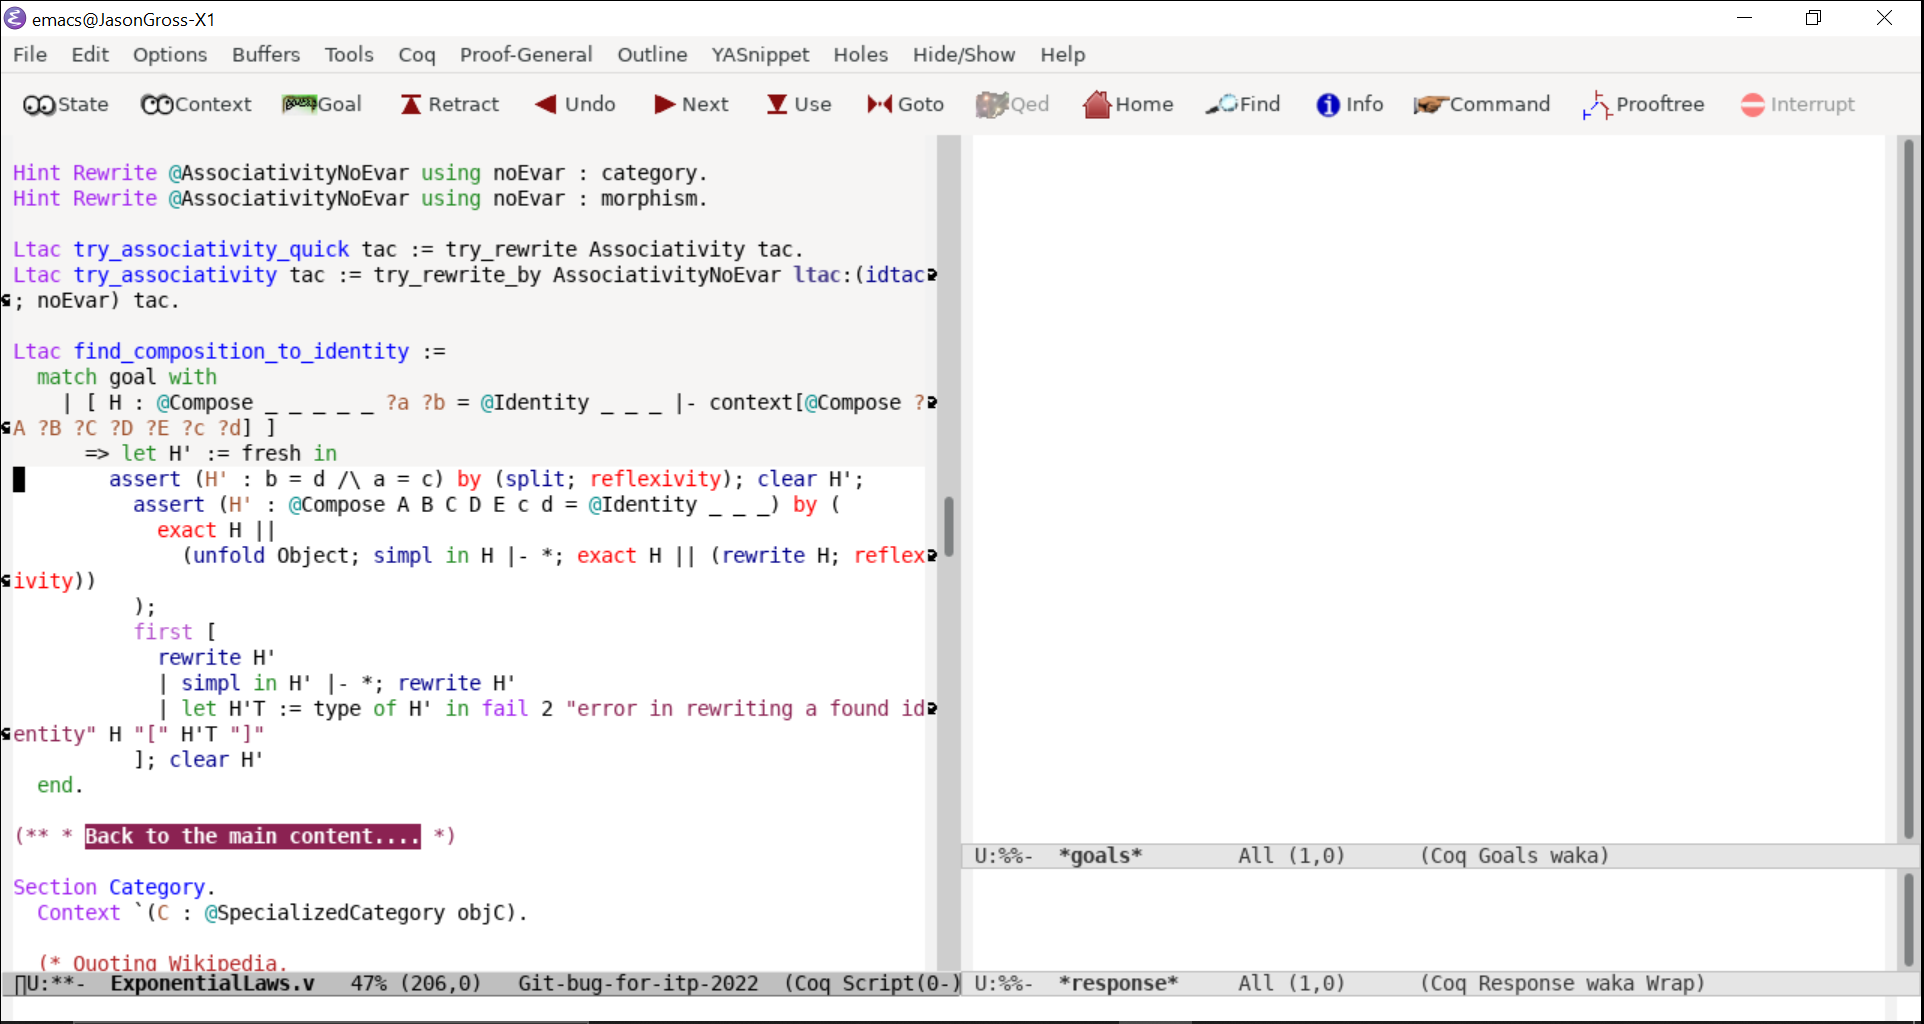 emacs@JasonGross-X1
File Edit Options Buffers Tools Coq Proof-General Outline YASnippet Holes Hide/Show Help
State Context Goal Retract Undo Next Use Goto Qed Home Find Info Command Prooftree Interrupt
Hint Rewrite @AssociativityNoEvar using noEvar : category.
Hint Rewrite @AssociativityNoEvar using noEvar : morphism.
Ltac try_associativity_quick tac := try_rewrite Associativity tac.
Ltac try_associativity tac := try_rewrite_by AssociativityNoEvar ltac:(idtac
; noEvar) tac.
Ltac find_composition_to_identity :=
match goal with
| [ H : @Compose _ _ _ _ _ ?a ?b = @Identity _ _ _ |- context[@Compose ?
A ?B ?C ?D ?E ?c ?d] ]
=> let H' := fresh in
assert (H' : b = d /\ a = c) by (split; reflexivity); clear H';
assert (H' : @Compose A B C D E c d = @Identity _ _ _) by (
exact H ||
(unfold Object; simpl in H |- *; exact H || (rewrite H; reflex
ivity))
);
first [
rewrite H'
| simpl in H' |- *; rewrite H'
| let H'T := type of H' in fail 2 "error in rewriting a found id
entity" H "[" H'T "]"
]; clear H'
end.
(** * Back to the main content.... *)
Section Category.
Context `(C : @SpecializedCategory objC).
(* Quoting Wikipedia.
U:**- ExponentialLaws.v 47% (206,0) Git-bug-for-itp-2022 (Coq Script(0-)
U:%%- *goals* All (1,0) (Coq Goals waka)
U:%%- *response* All (1,0) (Coq Response waka Wrap)